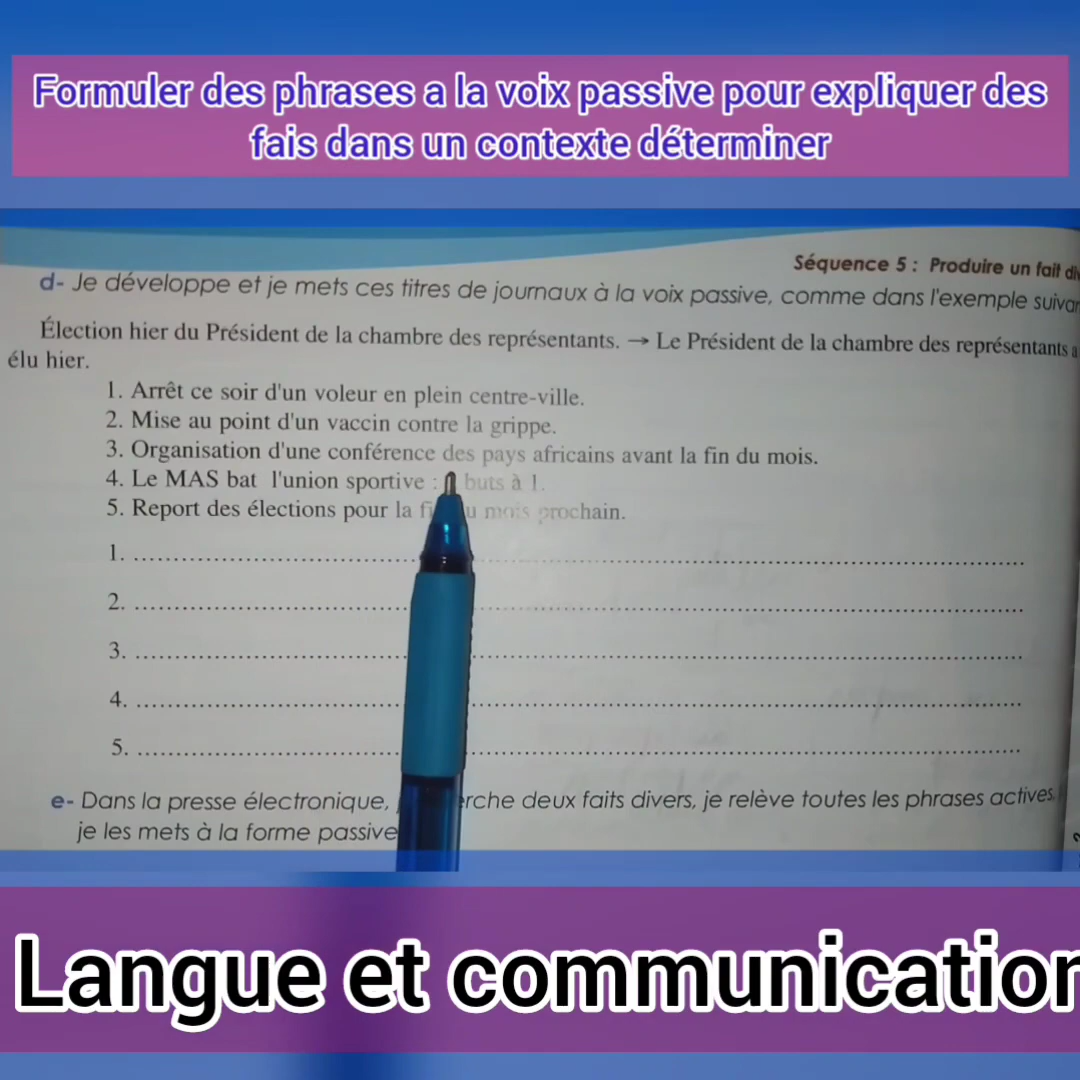 Formuler des phrases a la voix passive pour expliquer des
fais dans un contexte déterminer
Séquence 5 : Produire un fait
d- Je développe et je mets ces titres de journaux à la voix passive, comme dans l'exemple
Élection hier du Président de la chambre des représentants. → Le Président de la chambre des représentants a
élu hier.
1. Arrêt ce soir d'un voleur en plein centre-ville.
2. Mise au point d'un vaccin contre la grippe.
3. Organisation d'une conférence des pays africains avant la fin du mois.
4. Le MAS bat l'union sportive : buts à 1.
5. Report des élections pour la mois prochain.
1.
2.
3.
4.
5.
e- Dans la presse électronique, deux faits divers, je relève toutes les phrases actives
je les mets à la forme passive
Langue et communication